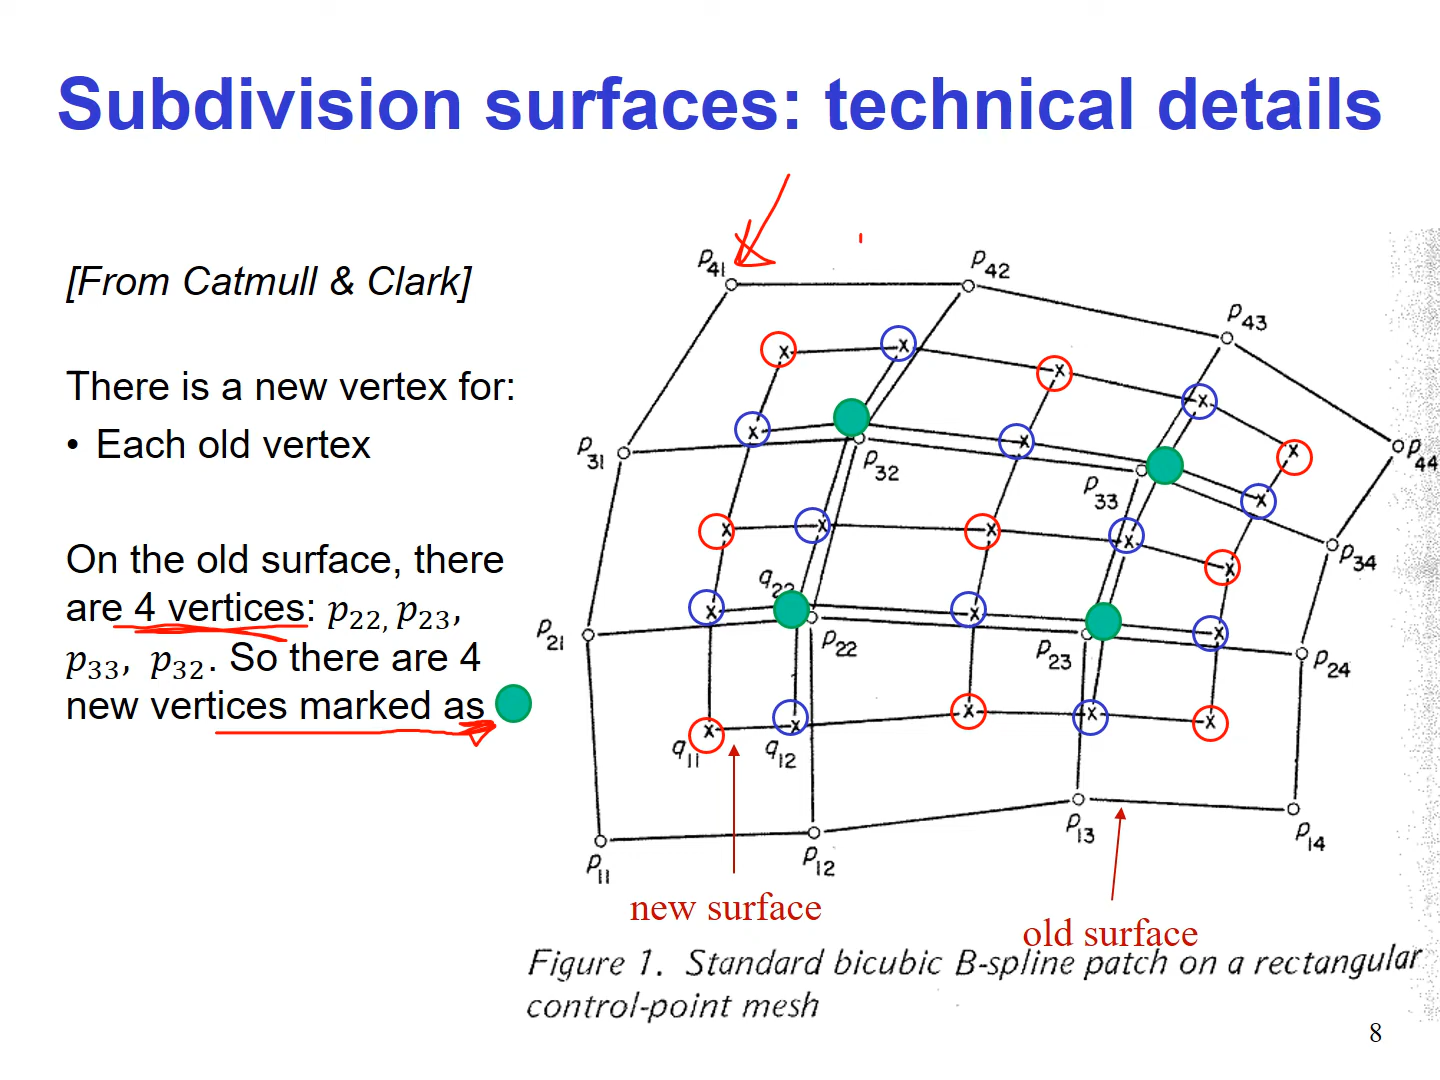 Subdivision surfaces: technical details
[From Catmull & Clark]
There is a new vertex for:
• Each old vertex
On the old surface, there
are 4 vertices: p22, p23,
p33, p32. So there are 4
new vertices marked as
P41
P42
P43
P31
P32
P33
P44
P34
q22
P21
P22
P23
P24
q11
q12
P11
P12
P13
P14
new surface
old surface
Figure 1. Standard bicubic B-spline patch on a rectangular
control-point mesh
8